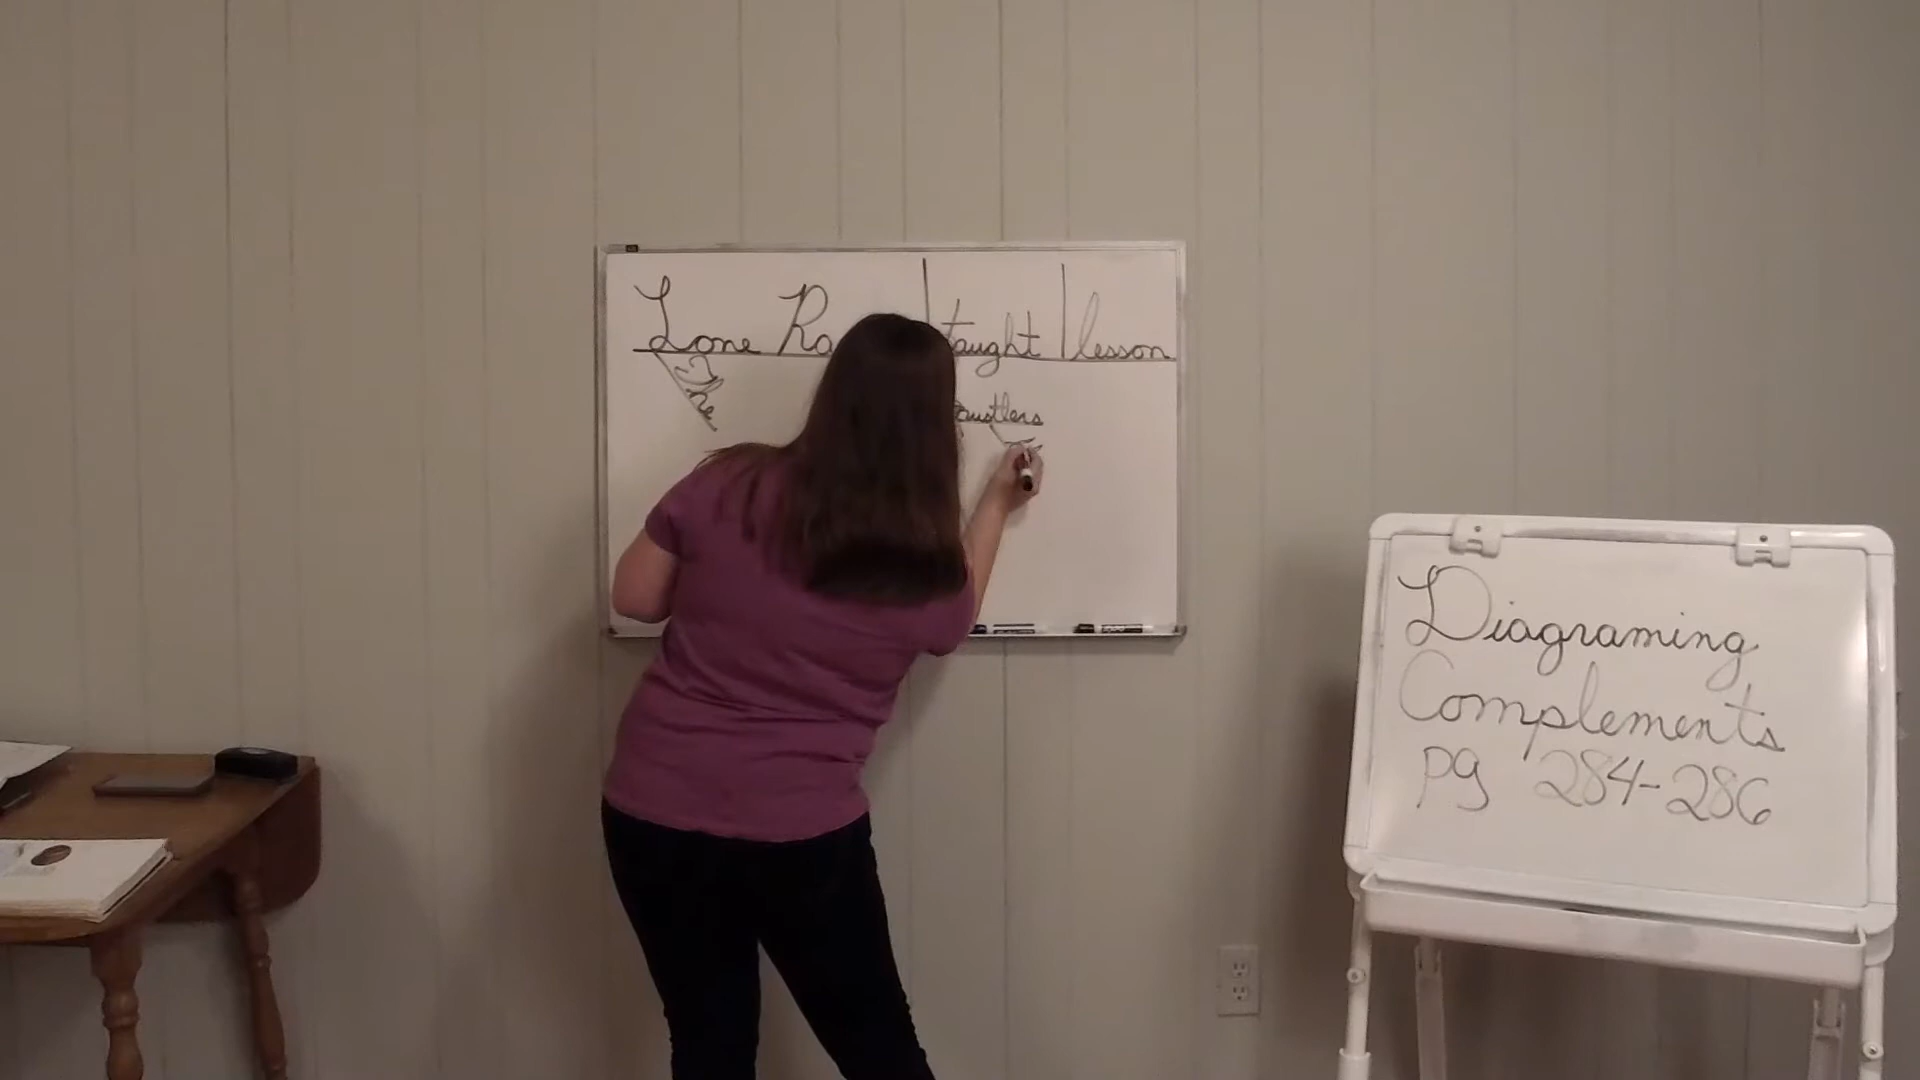 Lone Ra taught lesson
The
rustlers
Diagraming
Complements
pg 284-286